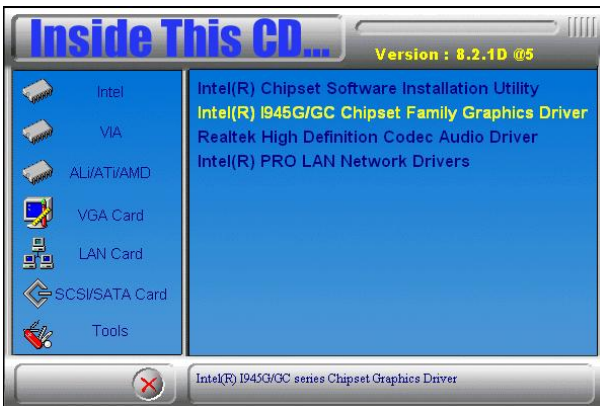 Inside This CD...
Version : 8.2.1D @5
Intel
VIA
ALi/ATi/AMD
VGA Card
LAN Card
SCSI/SATA Card
Tools
Intel(R) Chipset Software Installation Utility
Intel(R) I945G/GC Chipset Family Graphics Driver
Realtek High Definition Codec Audio Driver
Intel(R) PRO LAN Network Drivers
Intel(R) I945G/GC series Chipset Graphics Driver